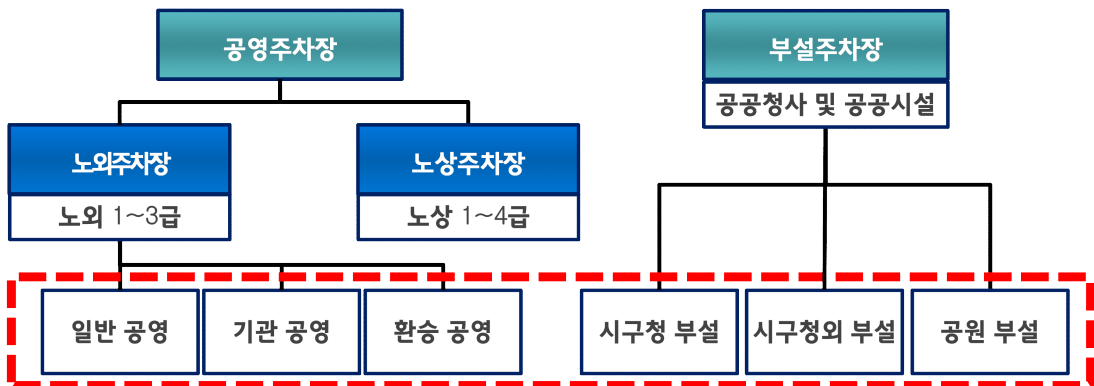 공영주차장
부설주차장
공공청사 및 공공시설
노외주차장
노외 1~3급
노상주차장
노상 1~4급
일반 공영
기관 공영
환승 공영
시구청 부설
시구청외 부설
공원 부설